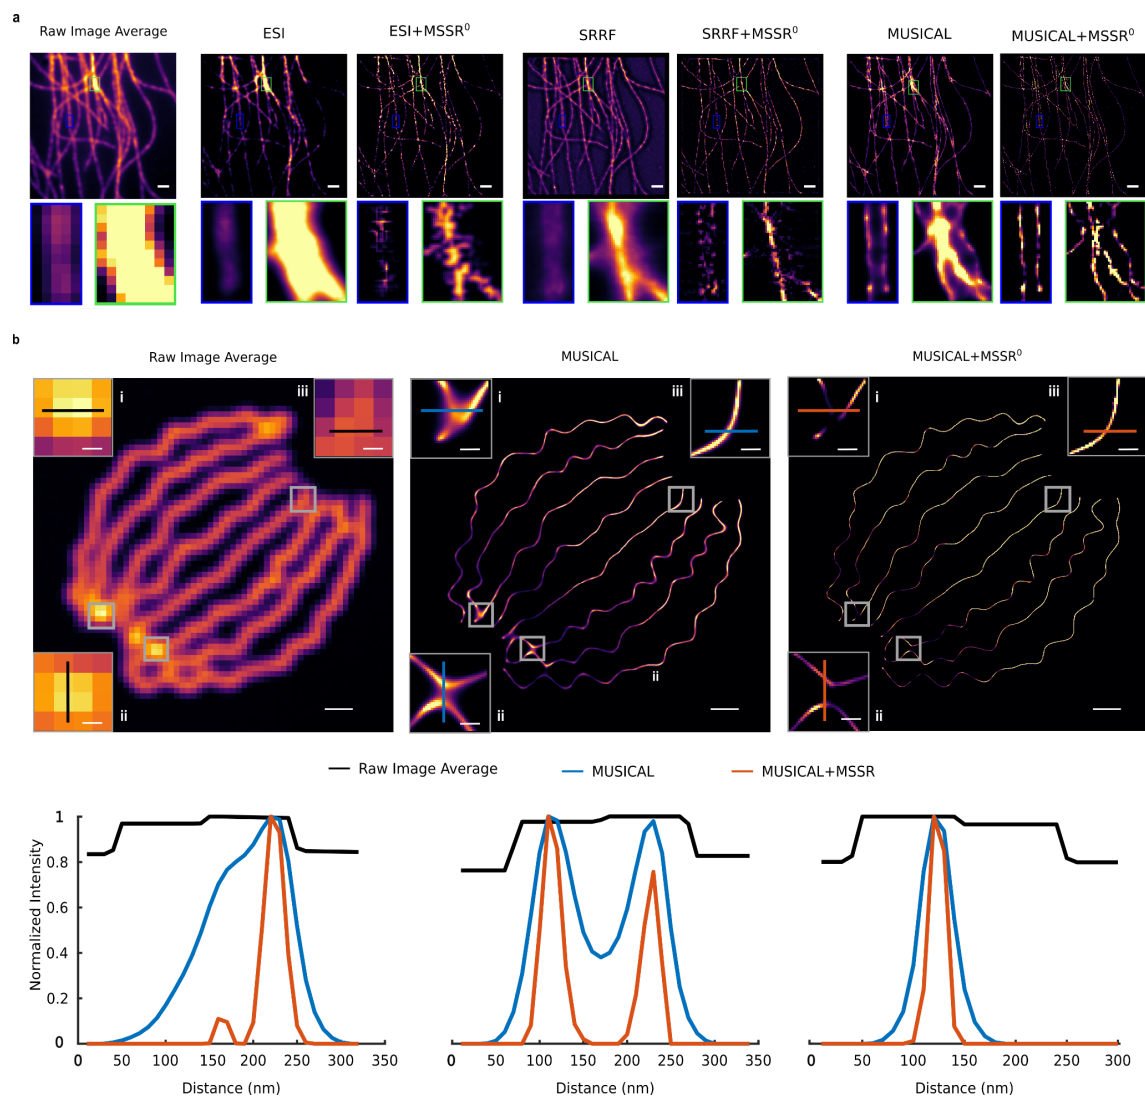 a
Raw Image Average
ESI
ESI+MSSR⁰
SRRF
SRRF+MSSR⁰
MUSICAL
MUSICAL+MSSR⁰
b
Raw Image Average
MUSICAL
MUSICAL+MSSR⁰
i
iii
ii
i
iii
ii
ii
i
iii
ii
Raw Image Average
MUSICAL
MUSICAL+MSSR
Normalized Intensity
1
0.8
0.6
0.4
0.2
0
0 50 100 150 200 250 300 350
Distance (nm)
0 50 100 150 200 250 300 350
Distance (nm)
0 50 100 150 200 250 300
Distance (nm)